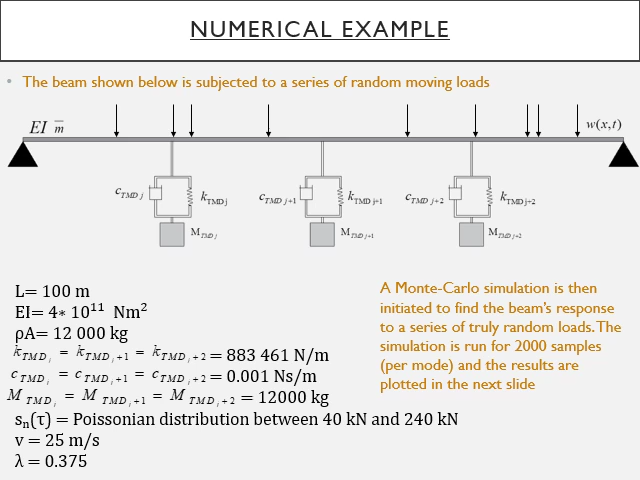 NUMERICAL EXAMPLE
• The beam shown below is subjected to a series of random moving loads
EI m̅ w(x,t)
c_TMD j k_TMD j c_TMD j+1 k_TMD j+1 c_TMD j+2 k_TMD j+2
M_TMD j M_TMD j+1 M_TMD j+2
L= 100 m
EI= 4* 10¹¹ Nm²
ρA= 12 000 kg
k_TMD j = k_TMD j+1 = k_TMD j+2 = 883 461 N/m
c_TMD j = c_TMD j+1 = c_TMD j+2 = 0.001 Ns/m
M_TMD j = M_TMD j+1 = M_TMD j+2 = 12000 kg
sₙ(τ) = Poissonian distribution between 40 kN and 240 kN
v = 25 m/s
λ = 0.375
A Monte-Carlo simulation is then
initiated to find the beam's response
to a series of truly random loads. The
simulation is run for 2000 samples
(per mode) and the results are
plotted in the next slide